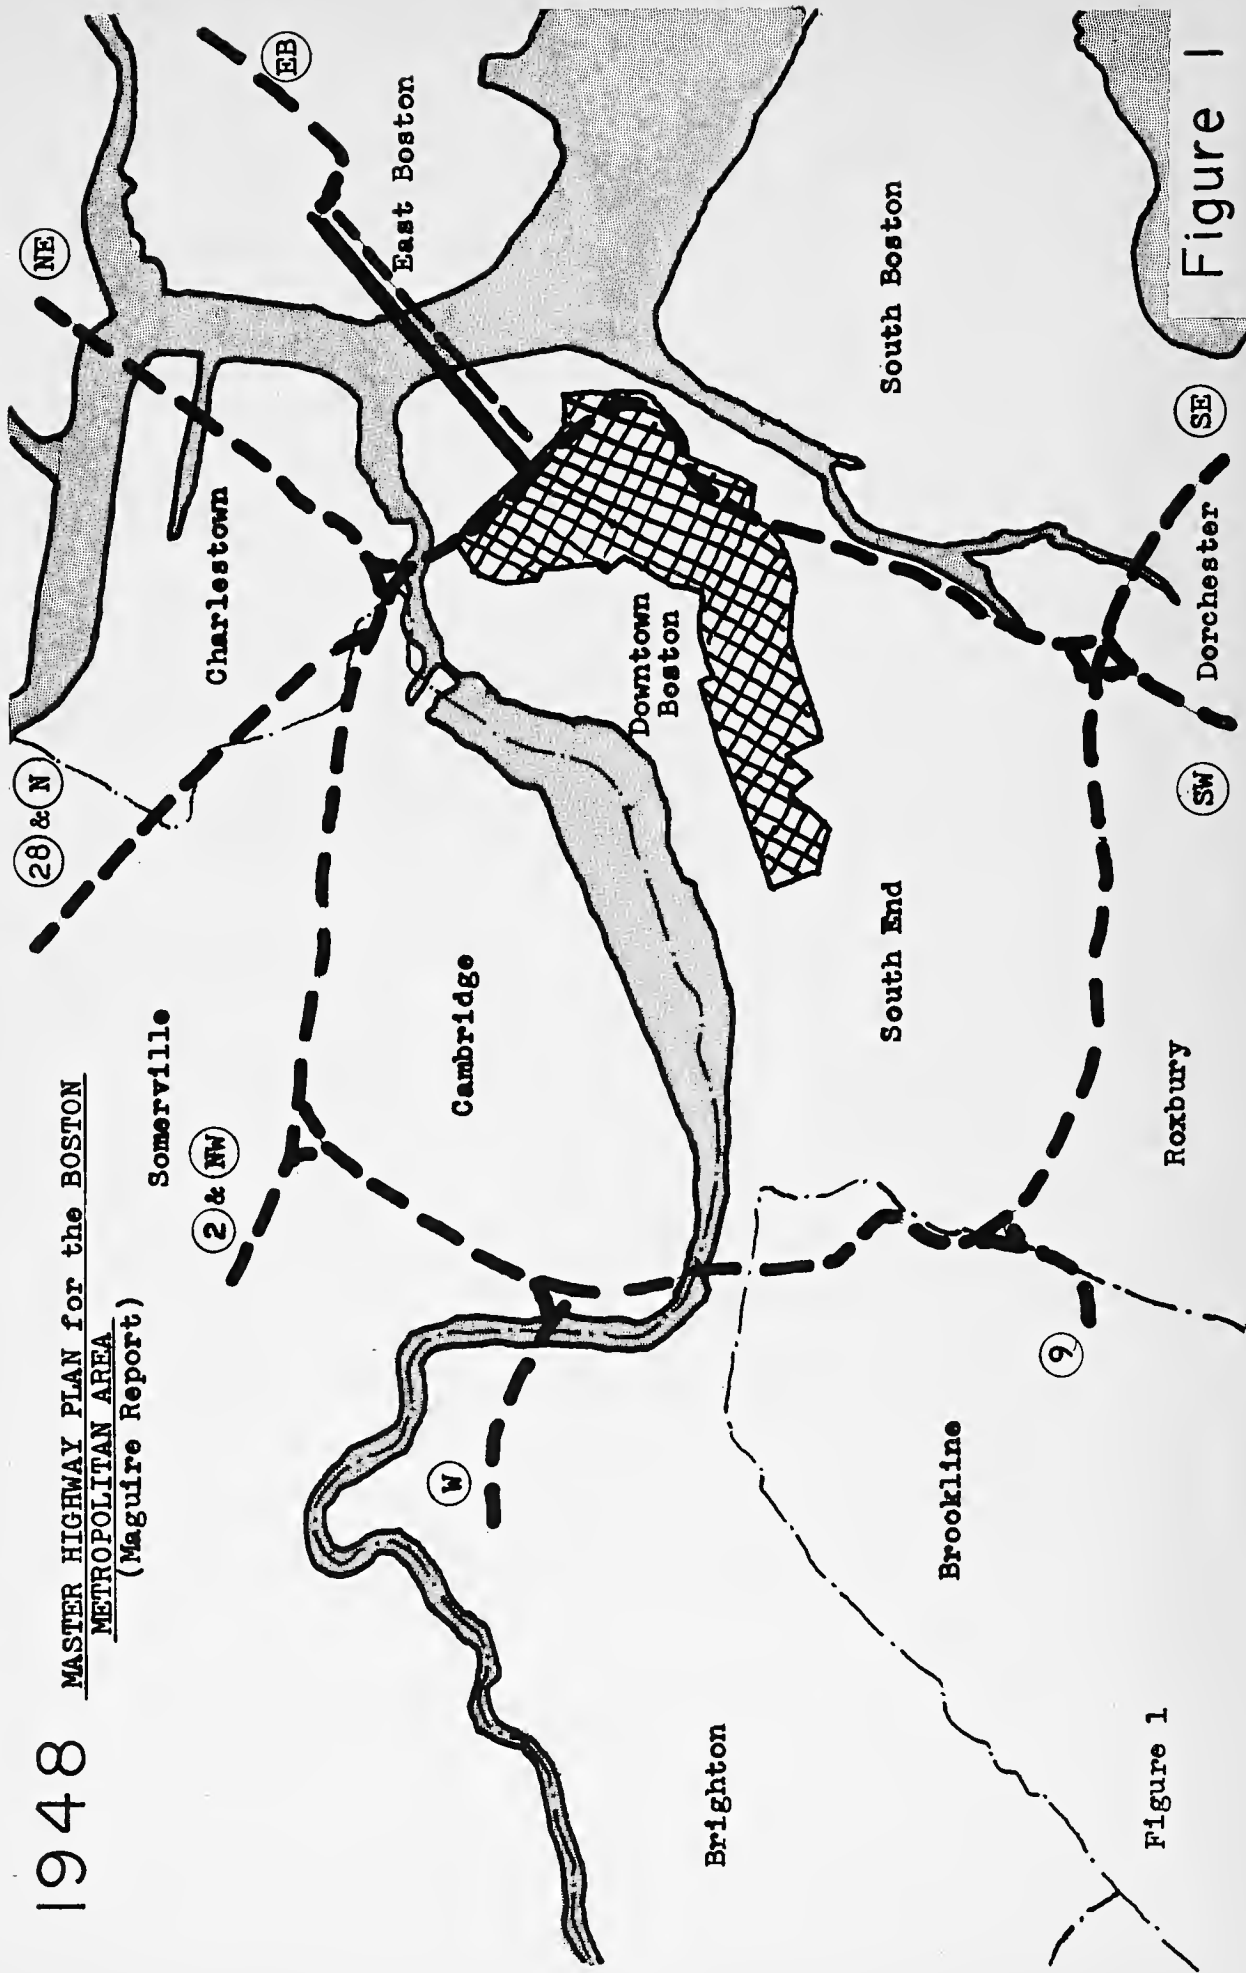 1948
MASTER HIGHWAY PLAN for the BOSTON
METROPOLITAN AREA
(Maguire Report)
28 & N
NE
EB
Charlestown
East Boston
Somerville
2 & NW
Cambridge
Downtown
Boston
W
South End
South Boston
Brighton
Brookline
9
Roxbury
SW
Dorchester
SE
Figure 1
Figure 1